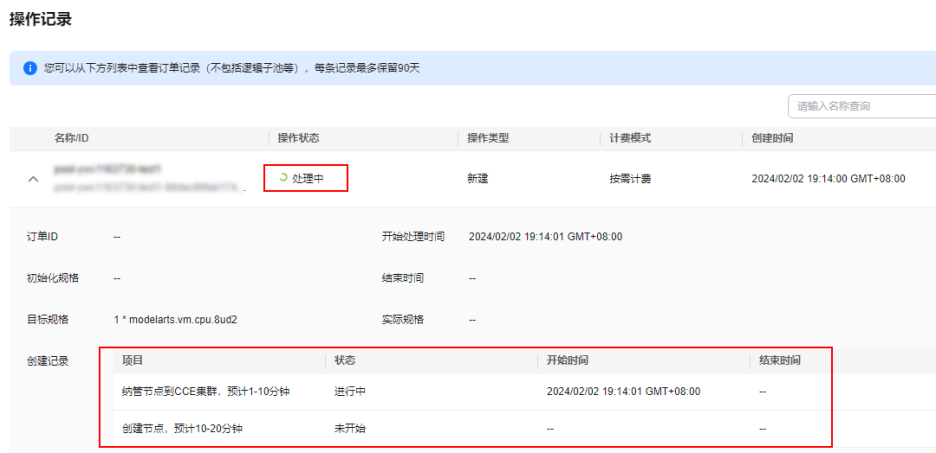 操作记录
您可以从下方列表中查看订单记录（不包括逻辑子池等），每条记录最多保留90天
请输入名称查询
名称/ID 操作状态 操作类型 计费模式 创建时间
处理中 新建 按需计费 2024/02/02 19:14:00 GMT+08:00
订单ID -- 开始处理时间 2024/02/02 19:14:01 GMT+08:00
初始化规格 -- 结束时间 --
目标规格 1 * modelarts.vm.cpu.8ud2 实际规格 --
创建记录 项目 状态 开始时间 结束时间
纳管节点到CCE集群，预计1-10分钟 进行中 2024/02/02 19:14:01 GMT+08:00 --
创建节点，预计10-20分钟 未开始 -- --